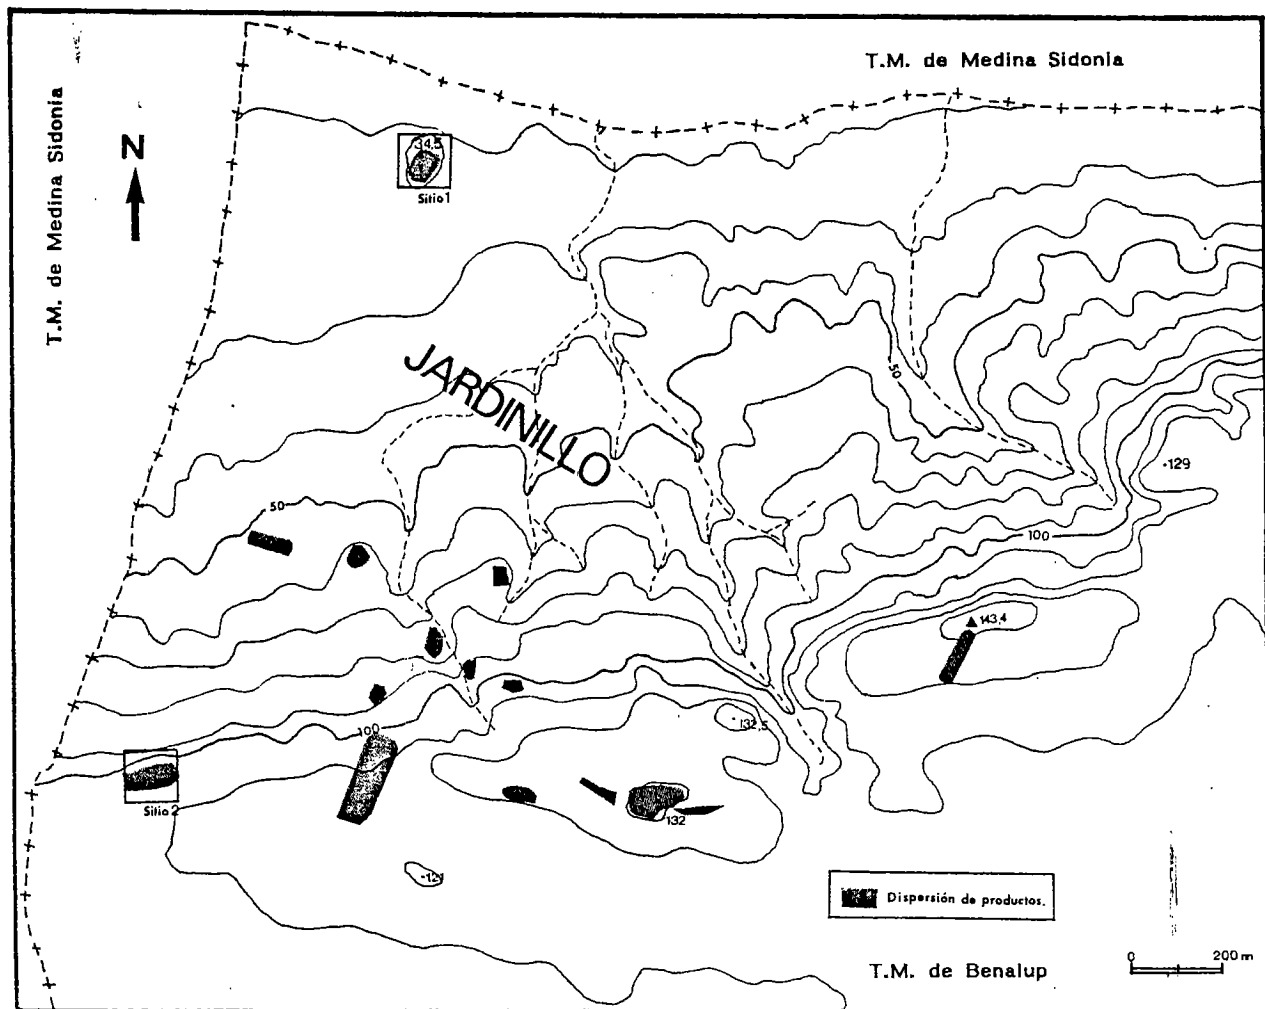 T.M. de Medina Sidonia
T.M. de Medina Sidonia
N
34,5
Sitio 1
JARDINILLO
50
50
129
100
143,4
132,5
100
Sitio 2
132
121
Dispersión de productos.
T.M. de Benalup
0 200 m